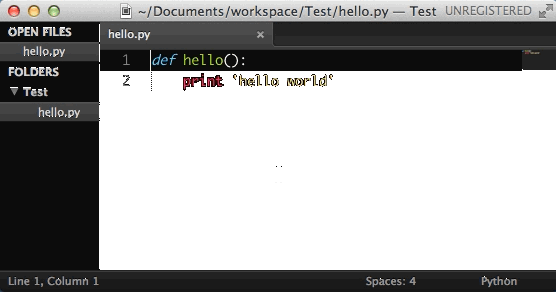 ~/Documents/workspace/Test/hello.py — Test UNREGISTERED
OPEN FILES
hello.py
FOLDERS
Test
hello.py
hello.py ×
1 def hello():
2 print 'hello world'
Line 1, Column 1 Spaces: 4 Python